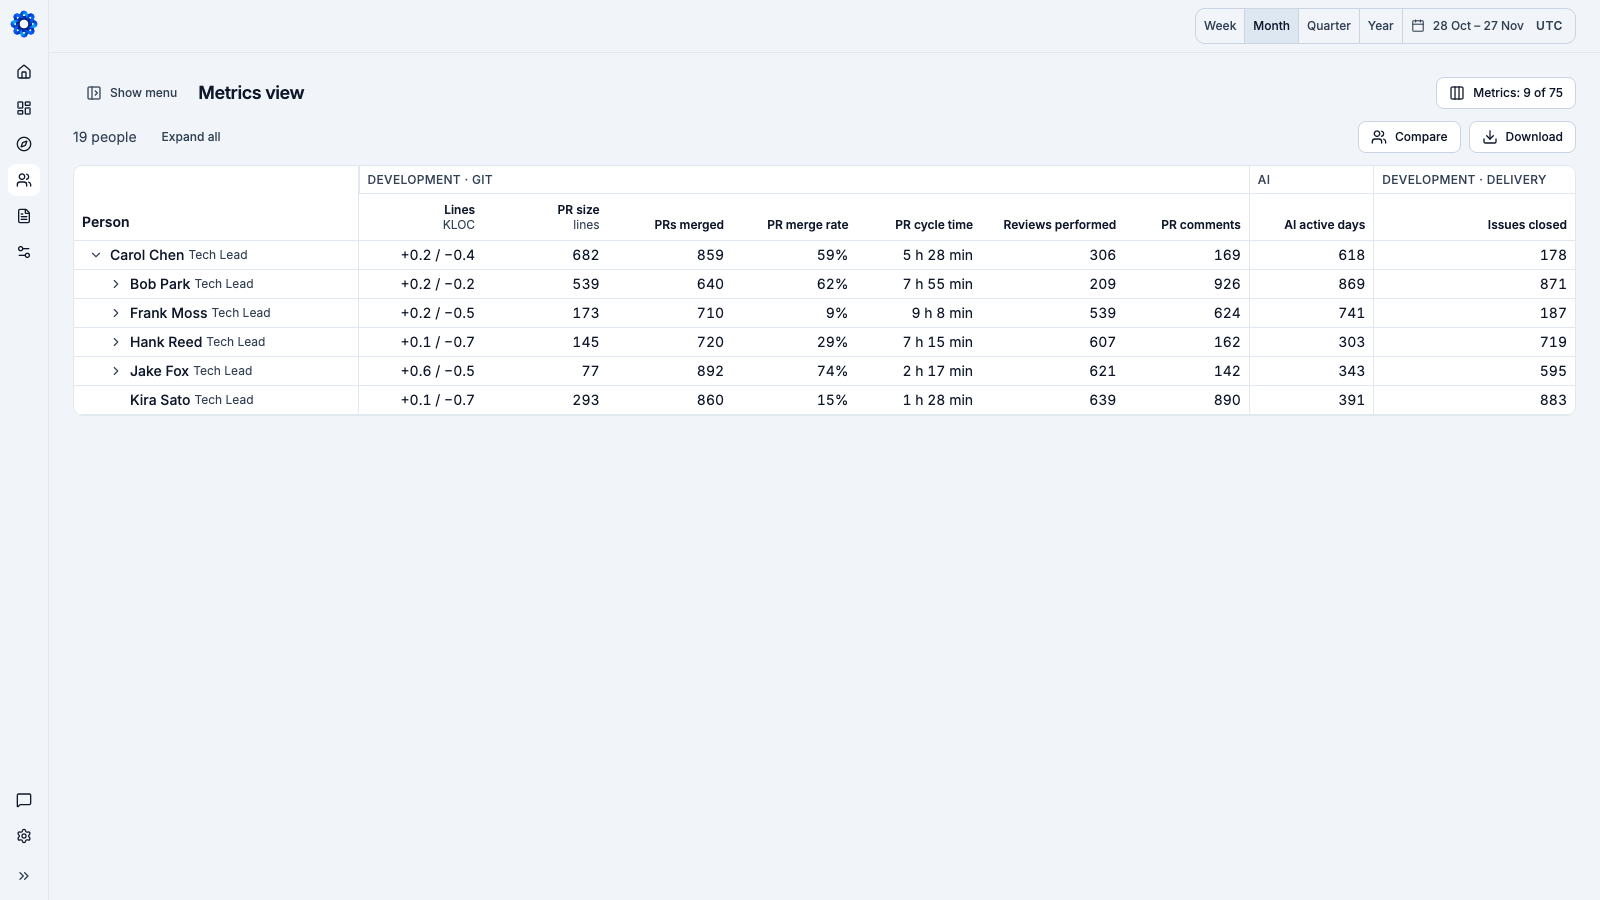 Week Month Quarter Year 28 Oct – 27 Nov UTC
Show menu Metrics view Metrics: 9 of 75
19 people Expand all Compare Download
DEVELOPMENT · GIT AI DEVELOPMENT · DELIVERY
Person Lines KLOC PR size lines PRs merged PR merge rate PR cycle time Reviews performed PR comments AI active days Issues closed
Carol Chen Tech Lead +0.2 / −0.4 682 859 59% 5 h 28 min 306 169 618 178
Bob Park Tech Lead +0.2 / −0.2 539 640 62% 7 h 55 min 209 926 869 871
Frank Moss Tech Lead +0.2 / −0.5 173 710 9% 9 h 8 min 539 624 741 187
Hank Reed Tech Lead +0.1 / −0.7 145 720 29% 7 h 15 min 607 162 303 719
Jake Fox Tech Lead +0.6 / −0.5 77 892 74% 2 h 17 min 621 142 343 595
Kira Sato Tech Lead +0.1 / −0.7 293 860 15% 1 h 28 min 639 890 391 883